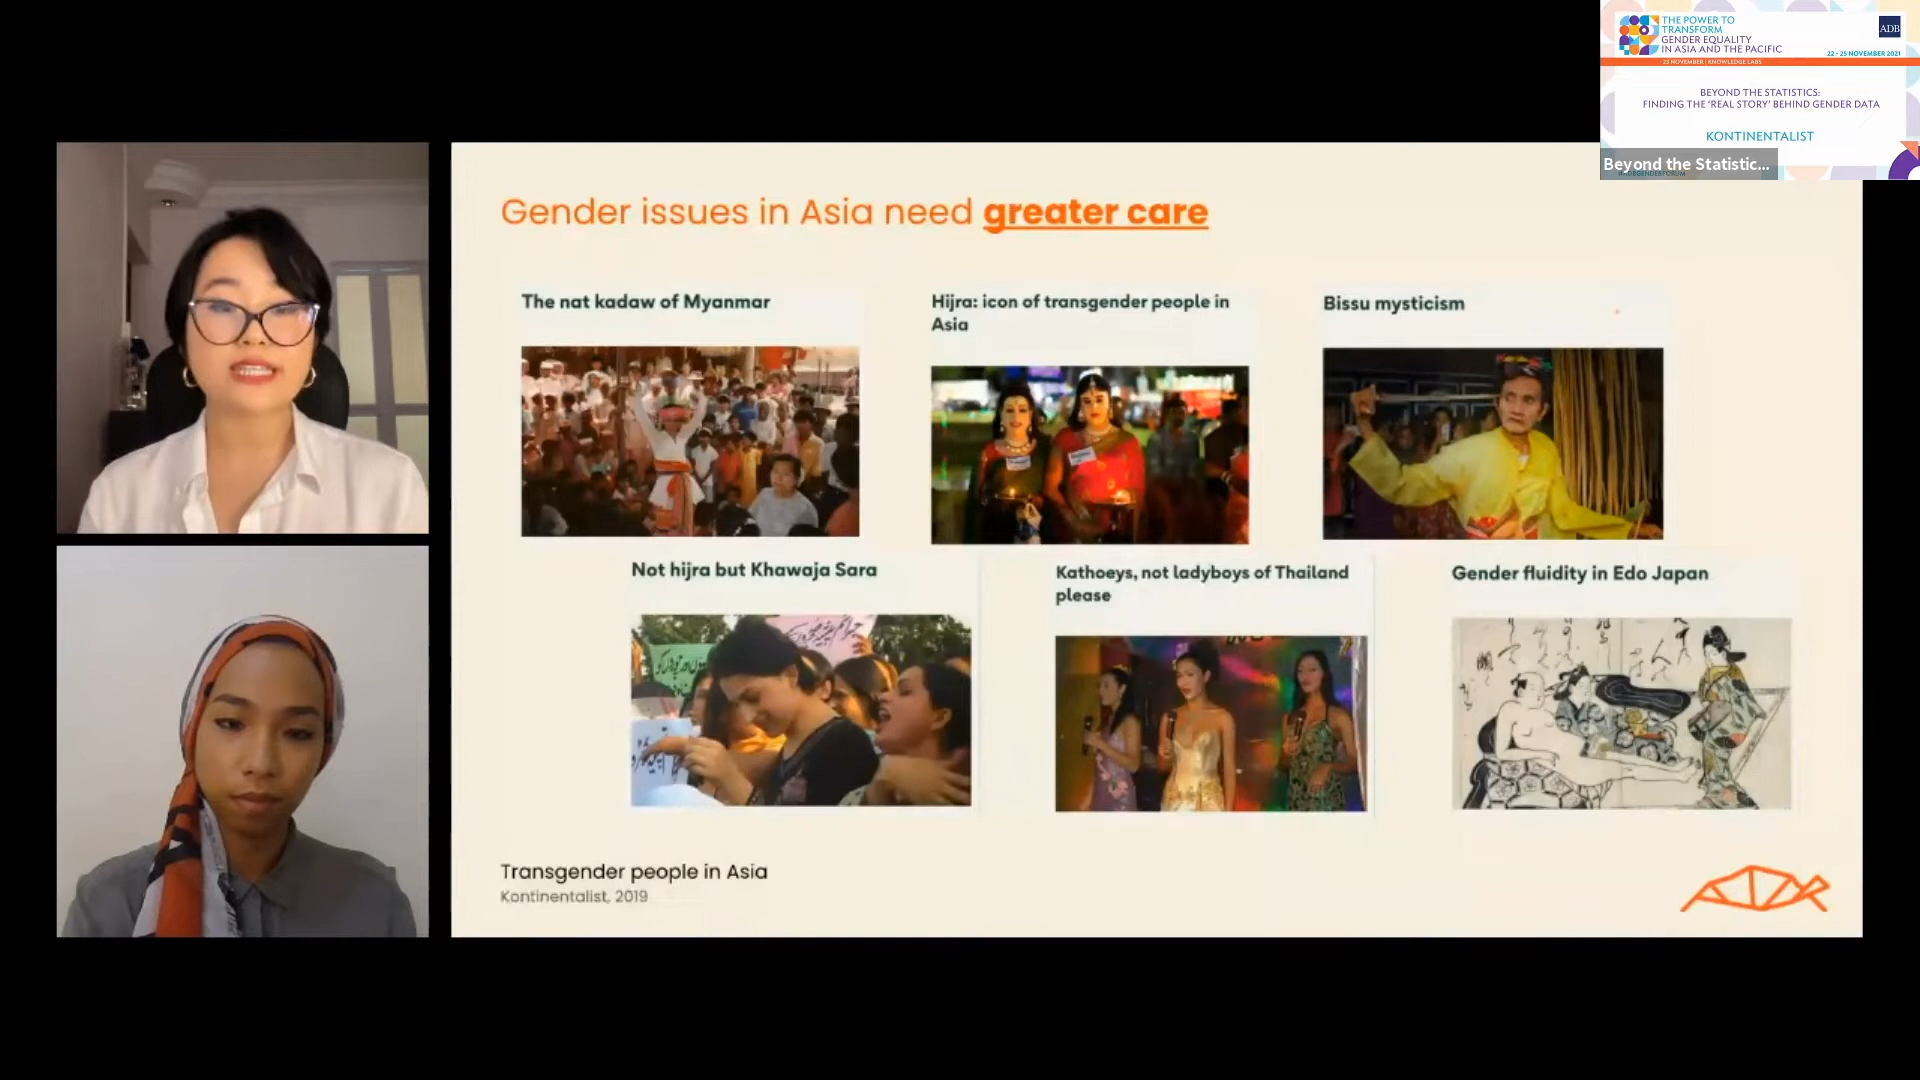 THE POWER TO
TRANSFORM
GENDER EQUALITY
IN ASIA AND THE PACIFIC
ADB
22 - 25 NOVEMBER 2021
23 NOVEMBER | KNOWLEDGE LABS
BEYOND THE STATISTICS:
FINDING THE ‘REAL STORY’ BEHIND GENDER DATA
KONTINENTALIST
Beyond the Statistic...
#ADBGENDERFORUM
Gender issues in Asia need greater care
The nat kadaw of Myanmar
Hijra: icon of transgender people in
Asia
Bissu mysticism
Not hijra but Khawaja Sara
Kathoeys, not ladyboys of Thailand
please
Gender fluidity in Edo Japan
Transgender people in Asia
Kontinentalist, 2019